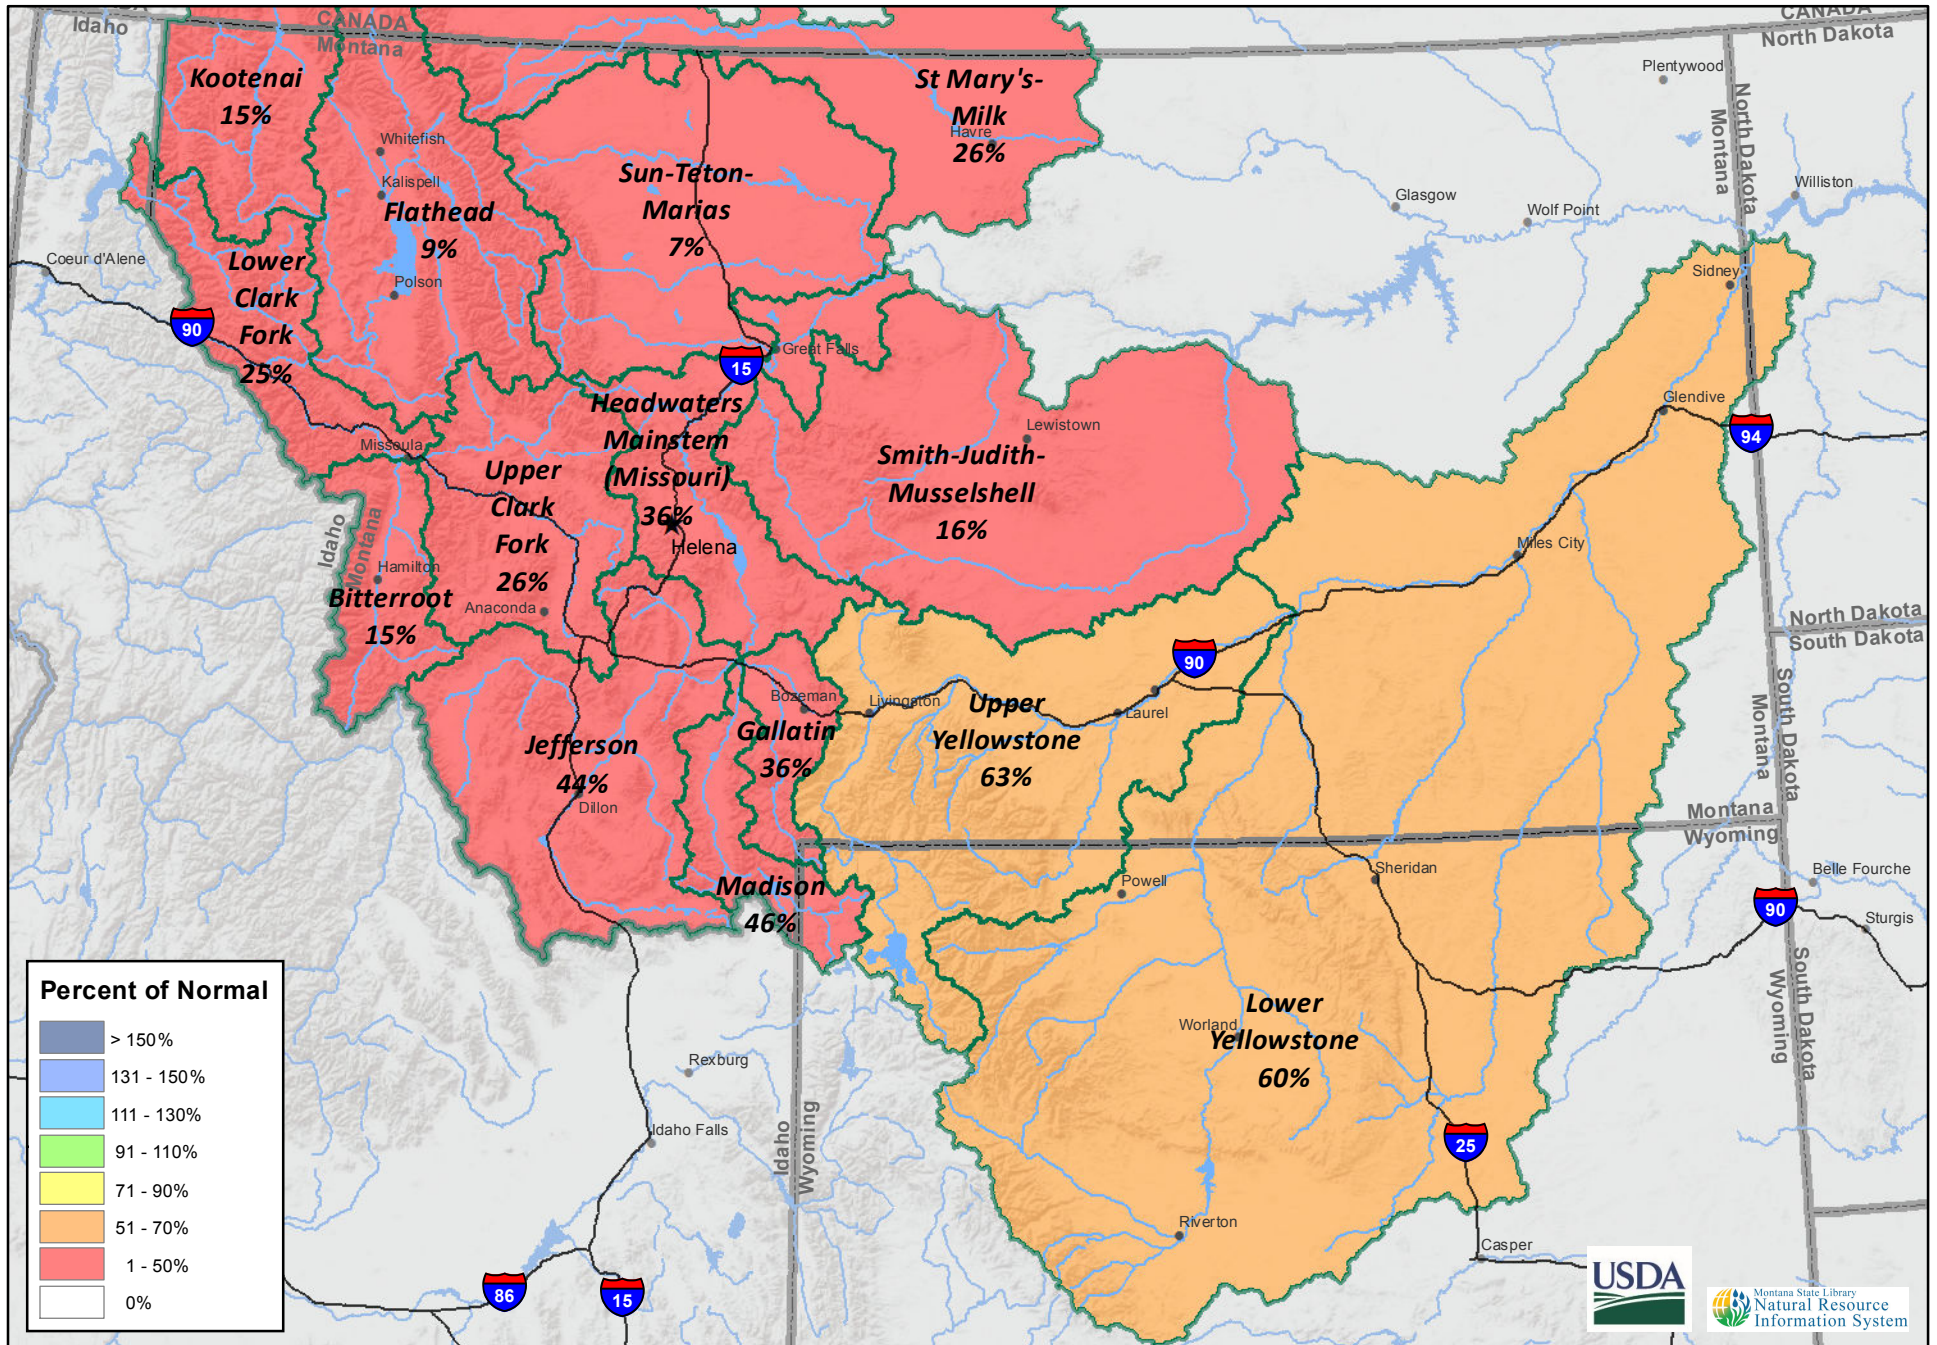 Idaho
CANADA
Montana
CANADA
North Dakota
Kootenai
15%
St Mary's-
Milk
Havre
26%
Plentywood
North Dakota
Montana
Whitefish
Kalispell
Flathead
9%
Polson
Sun-Teton-
Marias
7%
Glasgow
Wolf Point
Williston
Coeur d'Alene
Lower
Clark
Fork
25%
90
Sidney
15
Great Falls
Glendive
94
Headwaters
Mainstem
(Missouri)
36%
Helena
Lewistown
Smith-Judith-
Musselshell
16%
Missoula
Upper
Clark
Fork
26%
Anaconda
Idaho
Montana
Hamilton
Bitterroot
15%
Miles City
North Dakota
South Dakota
90
Bozeman
Livingston
Laurel
Upper
Yellowstone
63%
Gallatin
36%
Jefferson
44%
Dillon
South Dakota
Montana
Montana
Wyoming
Madison
46%
Powell
Sheridan
Belle Fourche
90
Sturgis
South Dakota
Wyoming
Worland
Lower
Yellowstone
60%
Rexburg
Idaho Falls
Idaho
Wyoming
25
Riverton
Casper
86
15
Percent of Normal
> 150%
131 - 150%
111 - 130%
91 - 110%
71 - 90%
51 - 70%
1 - 50%
0%
USDA
Montana State Library
Natural Resource
Information System